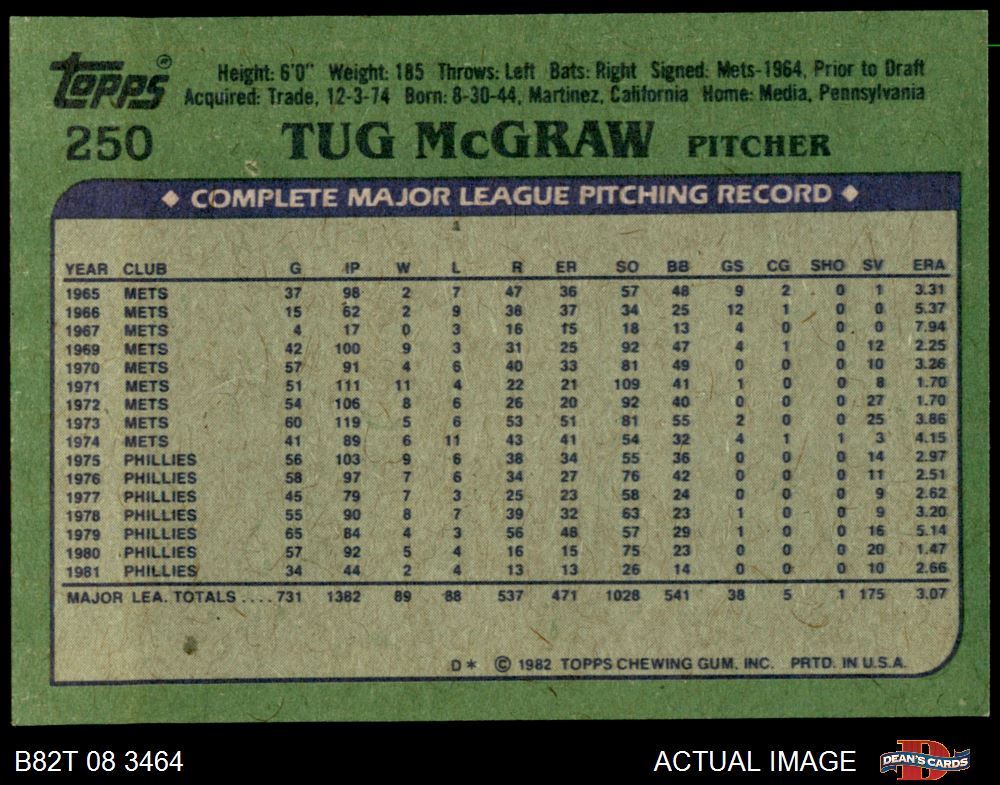 Topps®
Height: 6'0" Weight: 185 Throws: Left Bats: Right Signed: Mets-1964, Prior to Draft
Acquired: Trade, 12-3-74 Born: 8-30-44, Martinez, California Home: Media, Pennsylvania
250 TUG McGRAW PITCHER
◆ COMPLETE MAJOR LEAGUE PITCHING RECORD ◆
YEAR CLUB G IP W L R ER SO BB GS CG SHO SV ERA
1965 METS 37 98 2 7 47 36 57 48 9 2 0 1 3.31
1966 METS 15 62 2 9 38 37 34 25 12 1 0 0 5.37
1967 METS 4 17 0 3 16 15 18 13 4 0 0 0 7.94
1969 METS 42 100 9 3 31 25 92 47 4 1 0 12 2.25
1970 METS 57 91 4 6 40 33 81 49 0 0 0 10 3.26
1971 METS 51 111 11 4 22 21 109 41 1 0 0 8 1.70
1972 METS 54 106 8 6 26 20 92 40 0 0 0 27 1.70
1973 METS 60 119 5 6 53 51 81 55 2 0 0 25 3.86
1974 METS 41 89 6 11 43 41 54 32 4 1 1 3 4.15
1975 PHILLIES 56 103 9 6 38 34 55 36 0 0 0 14 2.97
1976 PHILLIES 58 97 7 6 34 27 76 42 0 0 0 11 2.51
1977 PHILLIES 45 79 7 3 25 23 58 24 0 0 0 9 2.62
1978 PHILLIES 55 90 8 7 39 32 63 23 1 0 0 9 3.20
1979 PHILLIES 65 84 4 3 56 48 57 29 1 0 0 16 5.14
1980 PHILLIES 57 92 5 4 16 15 75 23 0 0 0 20 1.47
1981 PHILLIES 34 44 2 4 13 13 26 14 0 0 0 10 2.66
MAJOR LEA. TOTALS .... 731 1382 89 88 537 471 1028 541 38 5 1 175 3.07
D* © 1982 TOPPS CHEWING GUM, INC. PRTD. IN U.S.A.
B82T 08 3464 ACTUAL IMAGE D DEAN'S CARDS